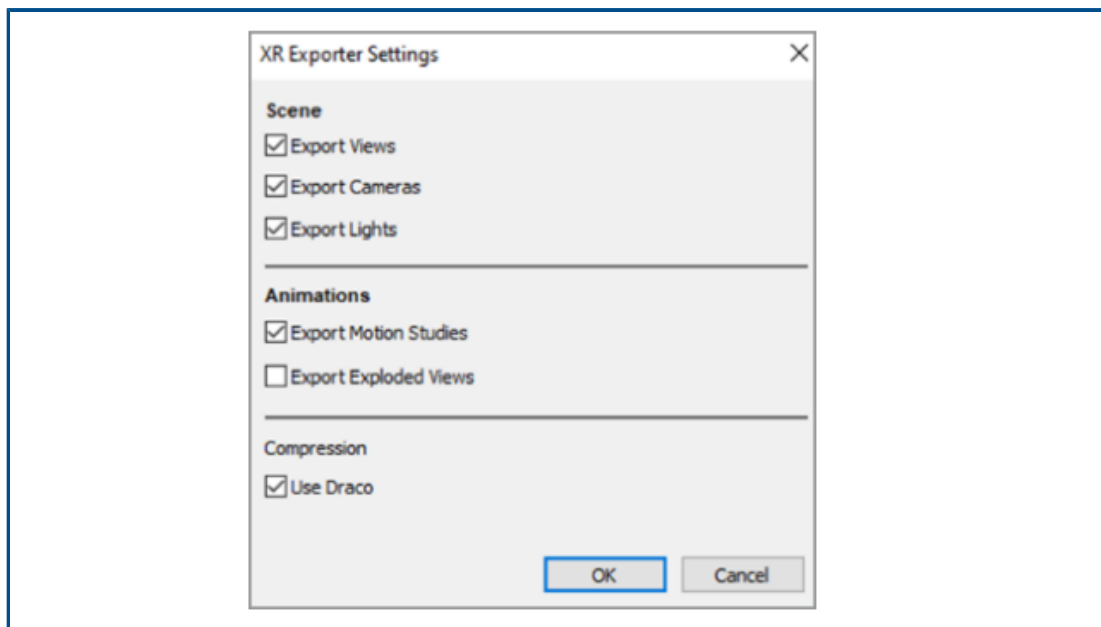 XR Exporter Settings
Scene
Export Views
Export Cameras
Export Lights
Animations
Export Motion Studies
Export Exploded Views
Compression
Use Draco
OK Cancel